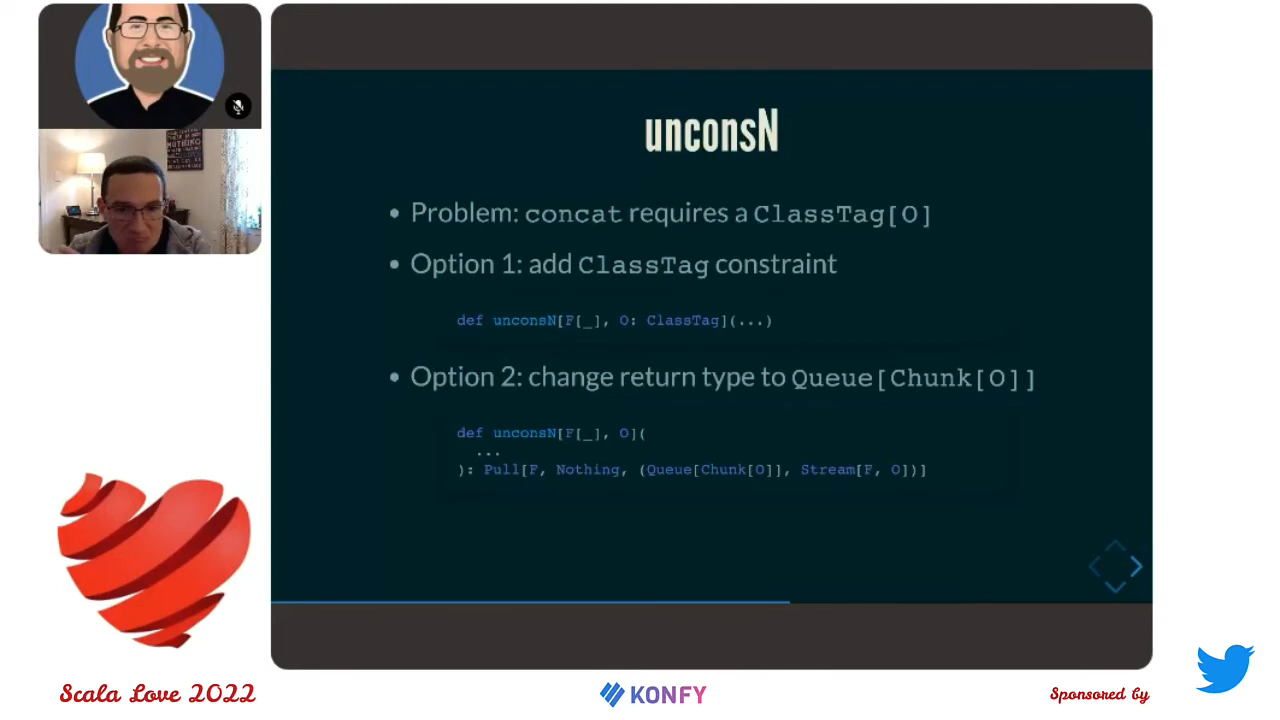 NOTHING
unconsN
Problem: concat requires a ClassTag[O]
Option 1: add ClassTag constraint
def unconsN[F[_], O: ClassTag](...)
Option 2: change return type to Queue[Chunk[O]]
def unconsN[F[_], O](
...
): Pull[F, Nothing, (Queue[Chunk[O]], Stream[F, O])]
Scala Love 2022
KONFY
Sponsored by